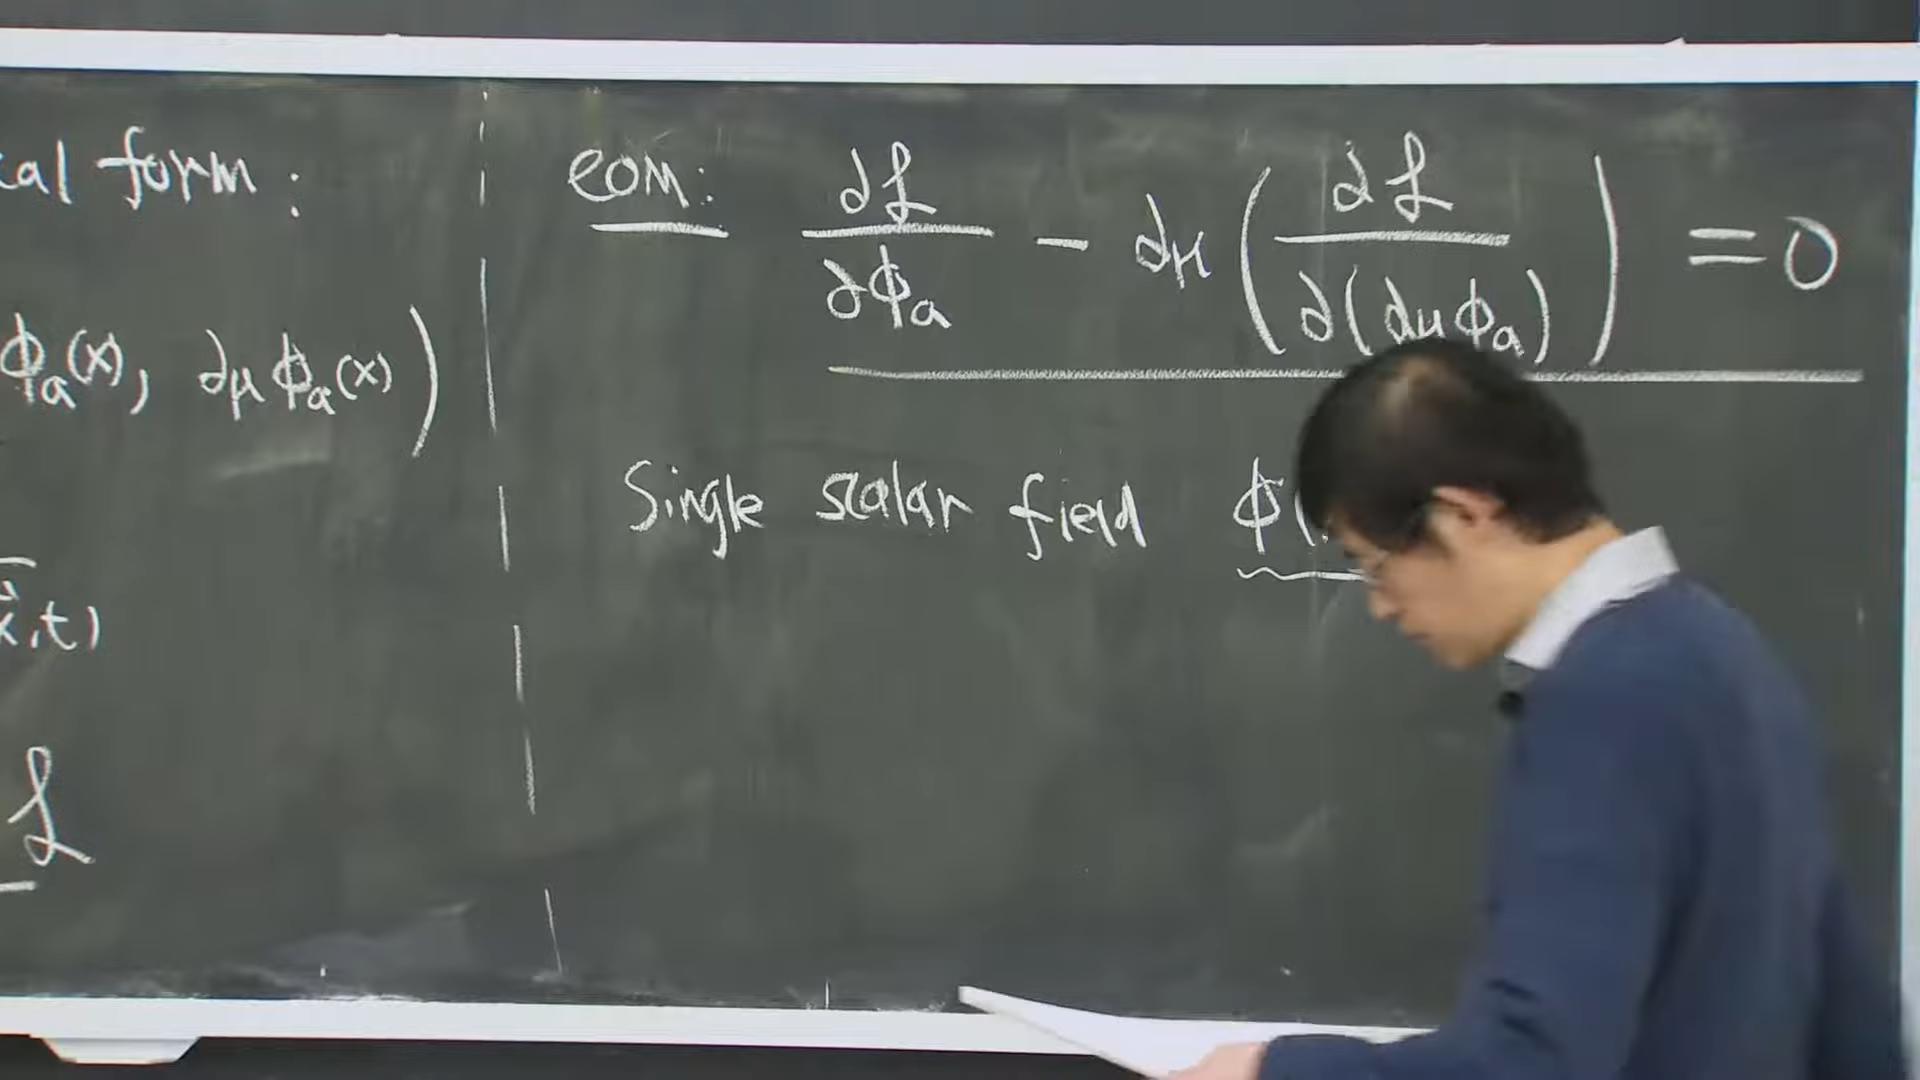 cal form :
ϕₐ(x), ∂μ ϕₐ(x) )
x,t)
ℒ
eom: ∂ℒ/∂ϕₐ − ∂μ ( ∂ℒ/∂(∂μ ϕₐ) ) = 0
Single scalar field ϕ(